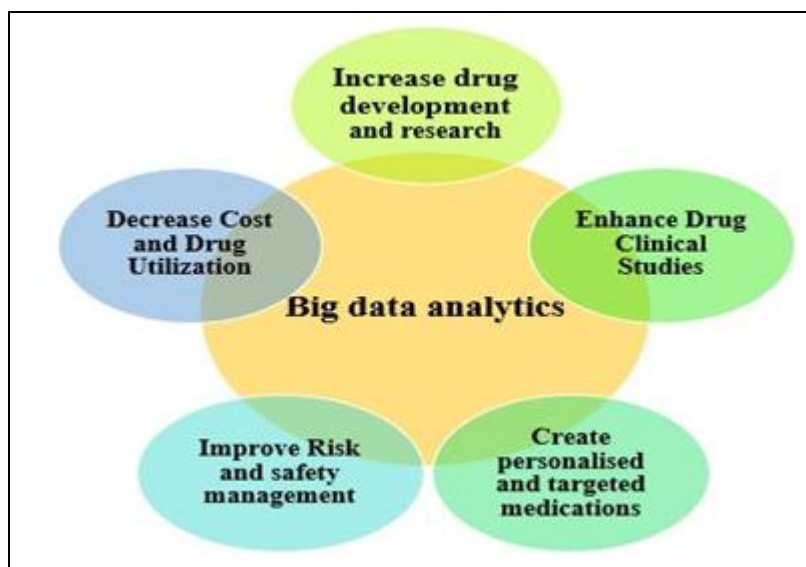 Increase drug
development
and research
Decrease Cost
and Drug
Utilization
Enhance Drug
Clinical
Studies
Big data analytics
Improve Risk
and safety
management
Create
personalised
and targeted
medications